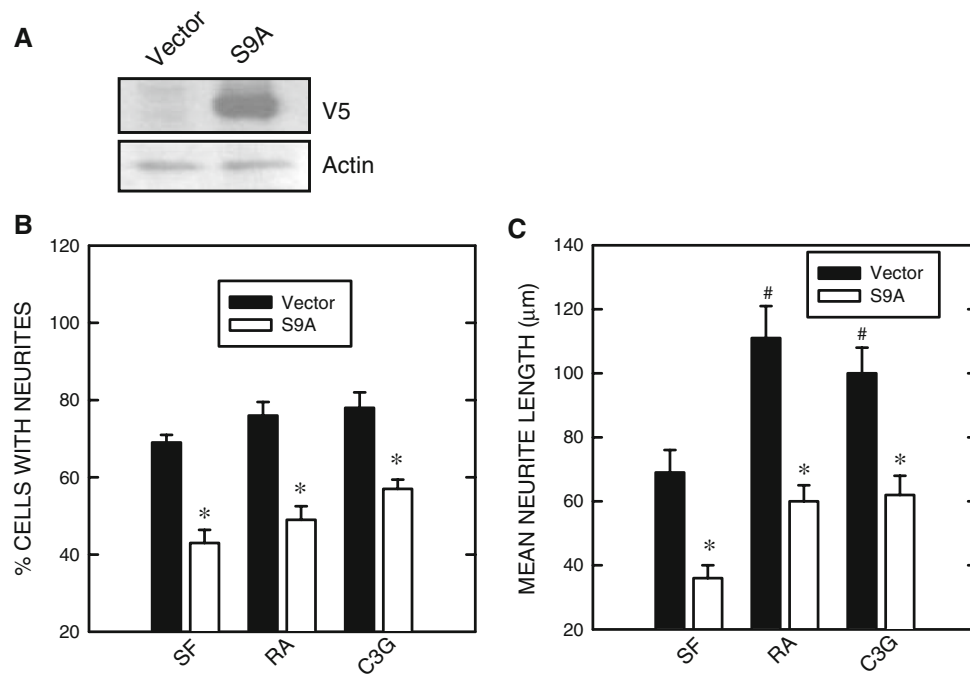 A
Vector S9A
V5
Actin
B
% CELLS WITH NEURITES
120
100
80
60
40
20
Vector
S9A
*
*
*
SF RA C3G
C
MEAN NEURITE LENGTH (μm)
140
120
100
80
60
40
20
Vector
S9A
#
#
*
*
*
SF RA C3G